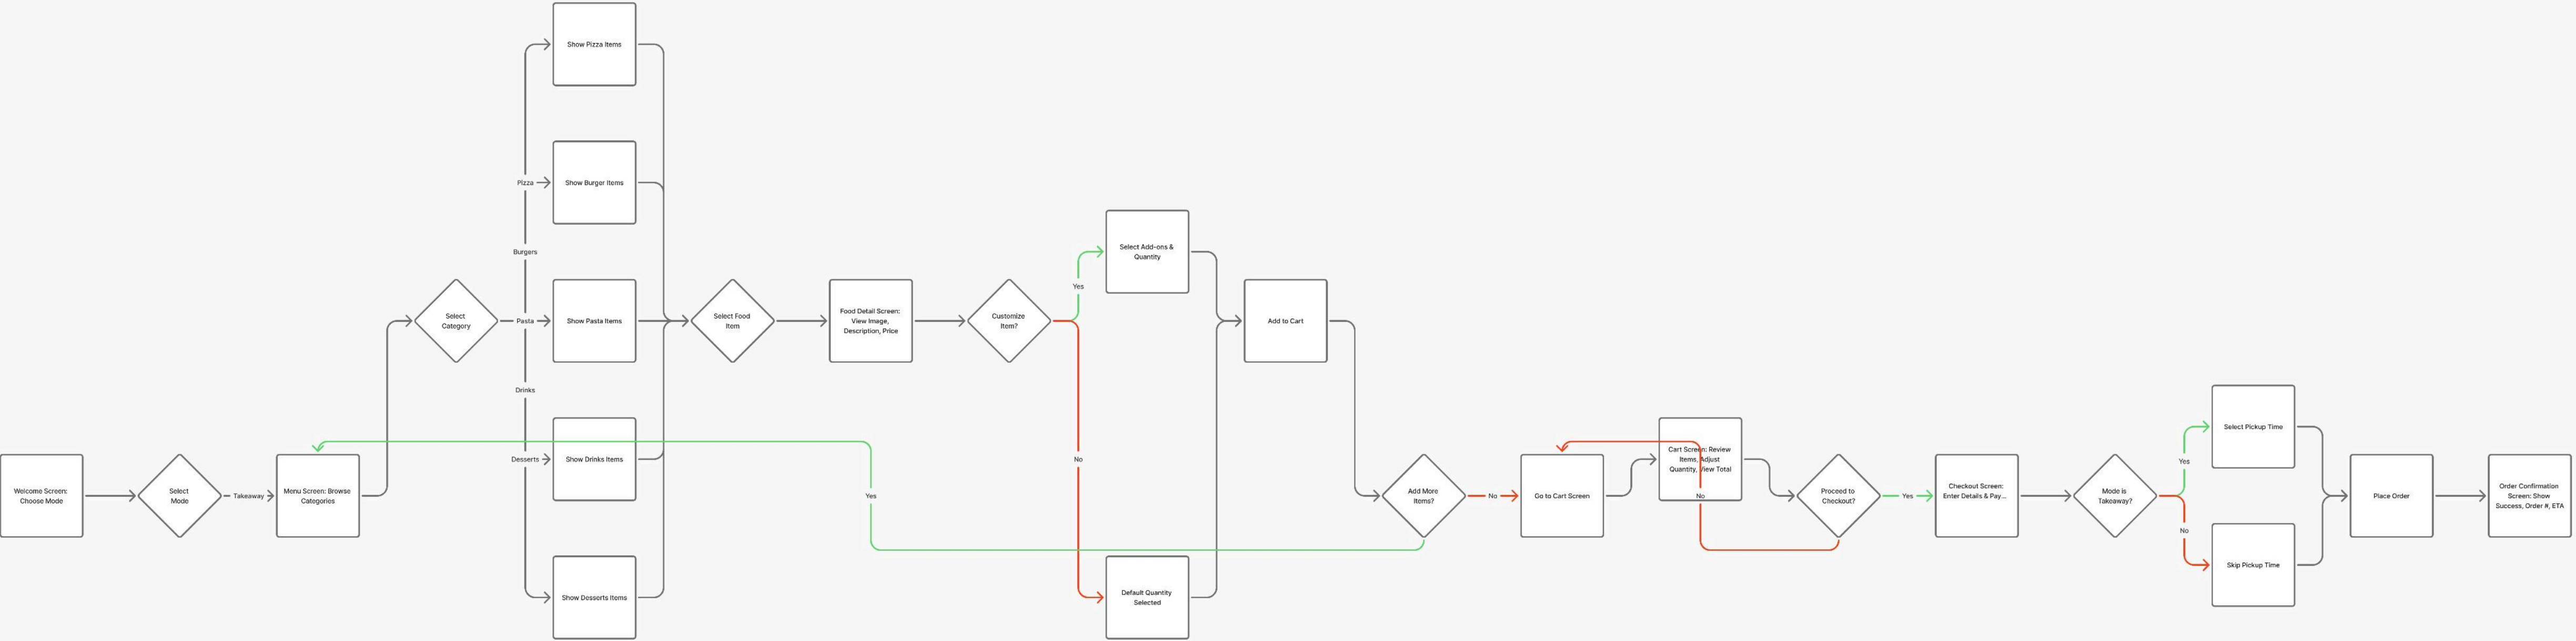 Welcome Screen:
Choose Mode
Select
Mode
Takeaway
Menu Screen: Browse
Categories
Select
Category
Pizza
Burgers
Pasta
Drinks
Desserts
Show Pizza Items
Show Burger Items
Show Pasta Items
Show Drinks Items
Show Desserts Items
Select Food
Item
Food Detail Screen:
View Image,
Description, Price
Customize
Item?
Yes
No
Select Add-ons &
Quantity
Default Quantity
Selected
Add to Cart
Add More
Items?
Yes
No
Go to Cart Screen
Cart Screen: Review
Items, Adjust
Quantity, View Total
No
Proceed to
Checkout?
Yes
Checkout Screen:
Enter Details & Pay...
Mode is
Takeaway?
Yes
No
Select Pickup Time
Skip Pickup Time
Place Order
Order Confirmation
Screen: Show
Success, Order #, ETA